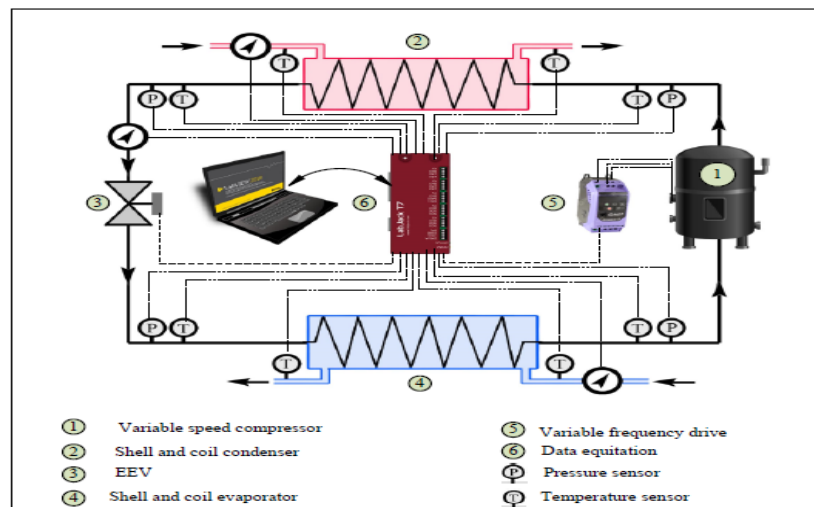 2
T
T
P
T
T
P
1
3
6
5
LabJack T7
P
T
T
P
T
T
4
1 Variable speed compressor
2 Shell and coil condenser
3 EEV
4 Shell and coil evaporator
5 Variable frequency drive
6 Data equitation
P Pressure sensor
T Temperature sensor